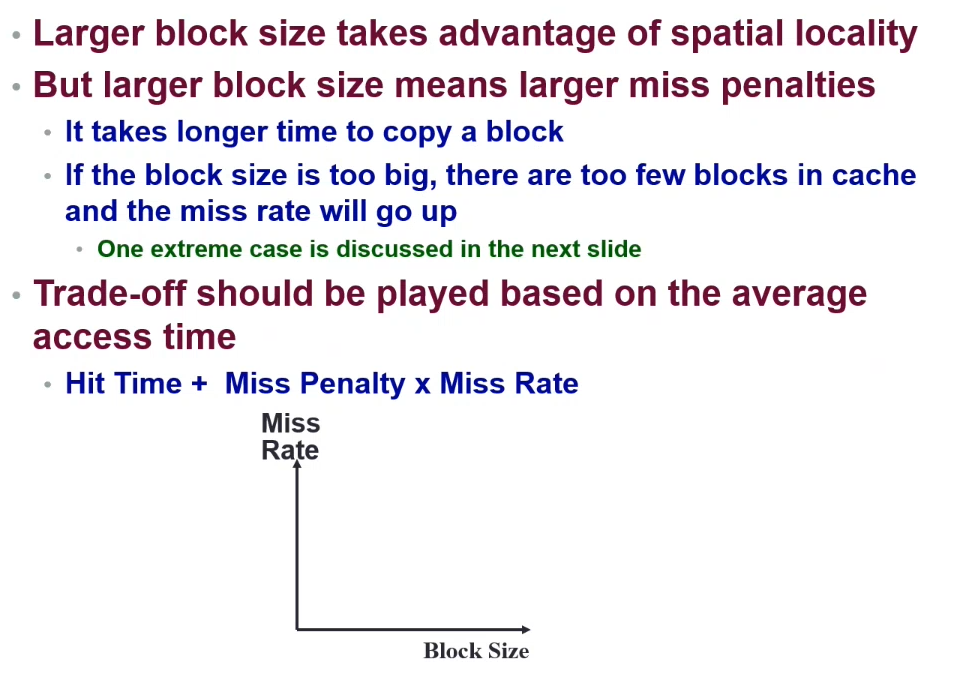 • Larger block size takes advantage of spatial locality
• But larger block size means larger miss penalties
• It takes longer time to copy a block
• If the block size is too big, there are too few blocks in cache
and the miss rate will go up
• One extreme case is discussed in the next slide
• Trade-off should be played based on the average
access time
• Hit Time + Miss Penalty x Miss Rate
Miss
Rate
Block Size